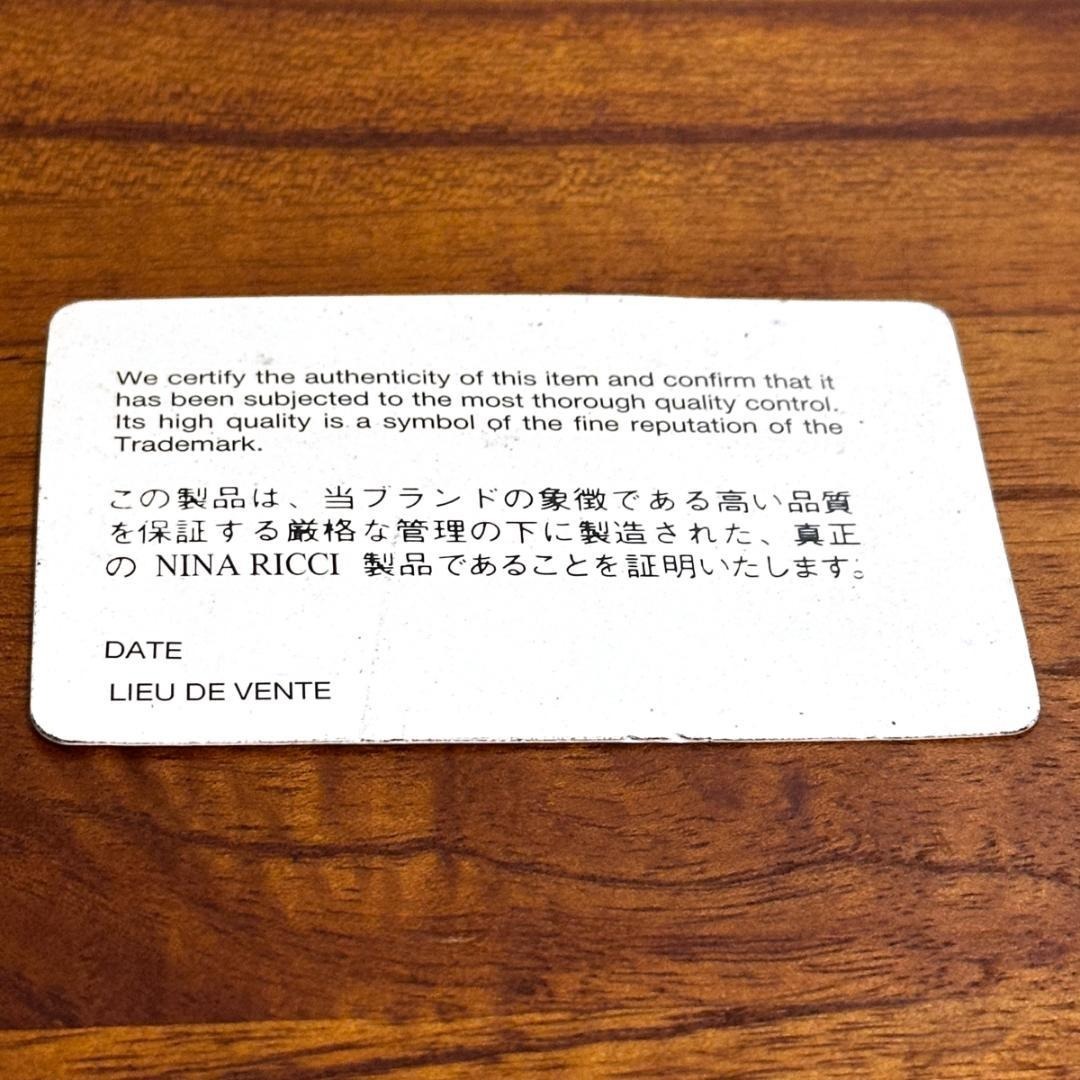 We certify the authenticity of this item and confirm that it
has been subjected to the most thorough quality control.
Its high quality is a symbol of the fine reputation of the
Trademark.
この製品は、当ブランドの象徴である高い品質
を保証する厳格な管理の下に製造された、真正
の NINA RICCI 製品であることを証明いたします。
DATE
LIEU DE VENTE